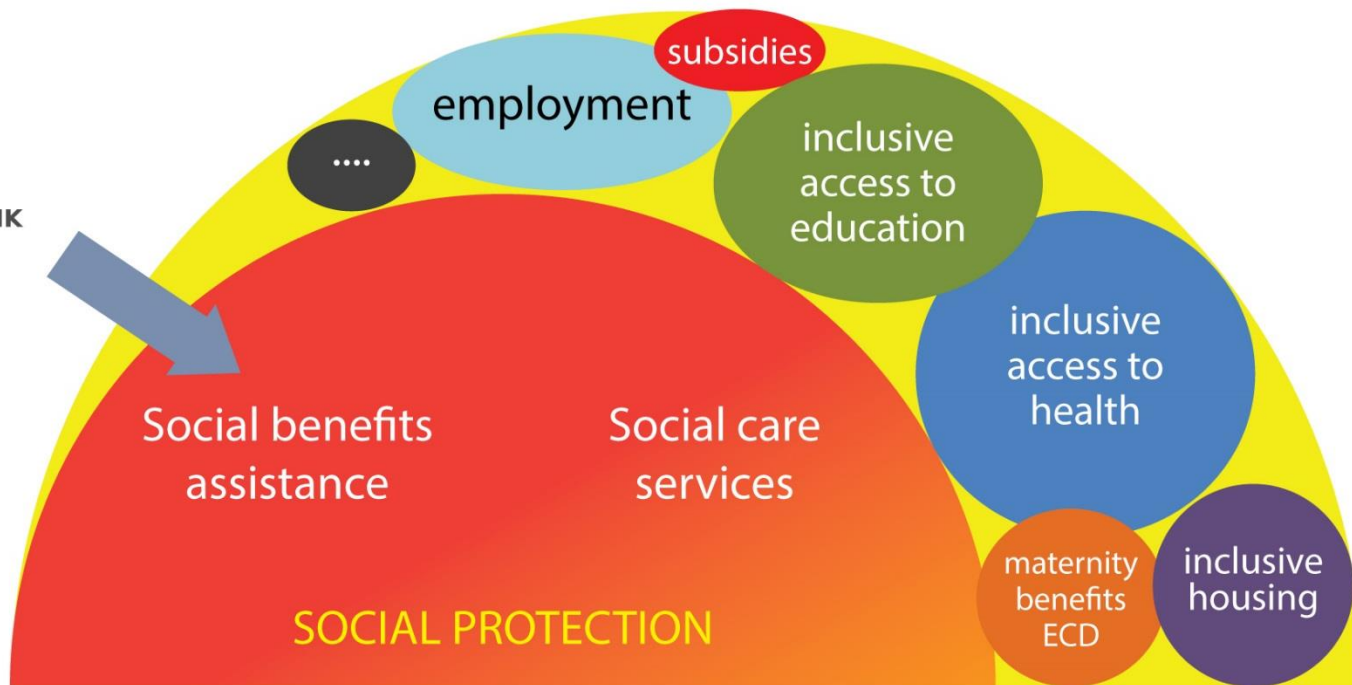 subsidies
employment
....
inclusive
access to
education
inclusive
access to
health
Social benefits
assistance
Social care
services
maternity
benefits
ECD
inclusive
housing
SOCIAL PROTECTION